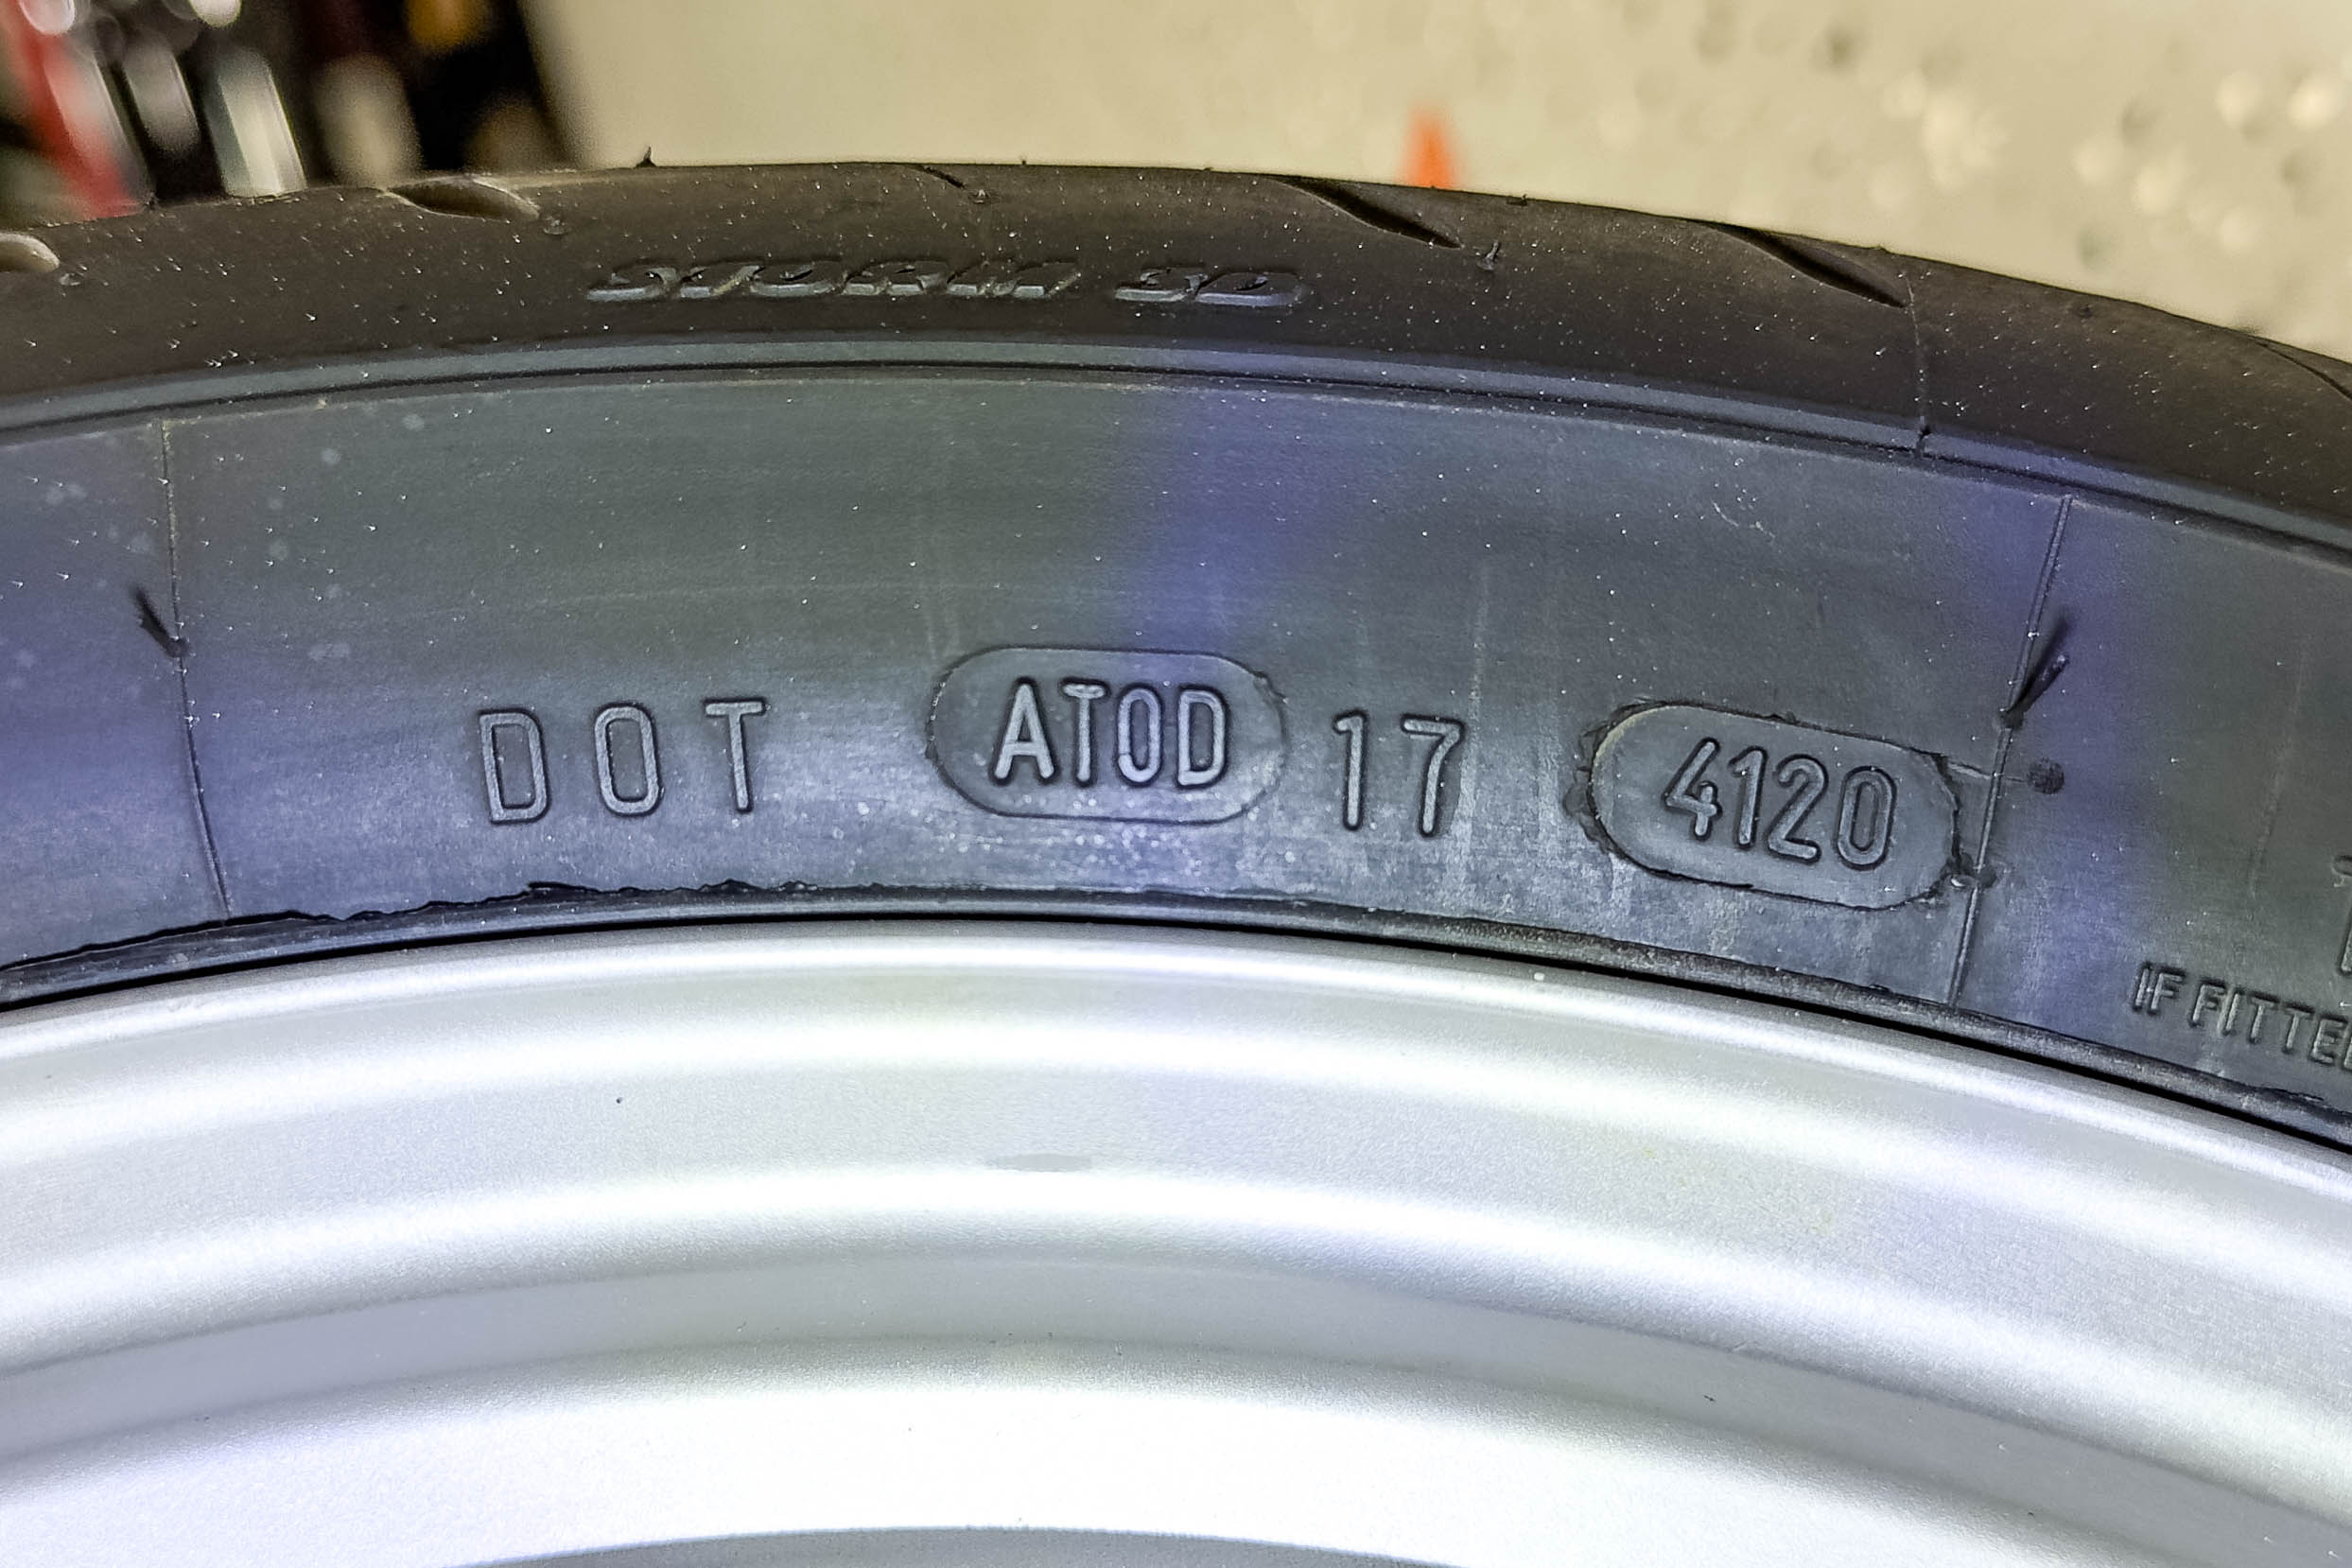 STORM 3D
DOT ATOD 17 4120
IF FITTE